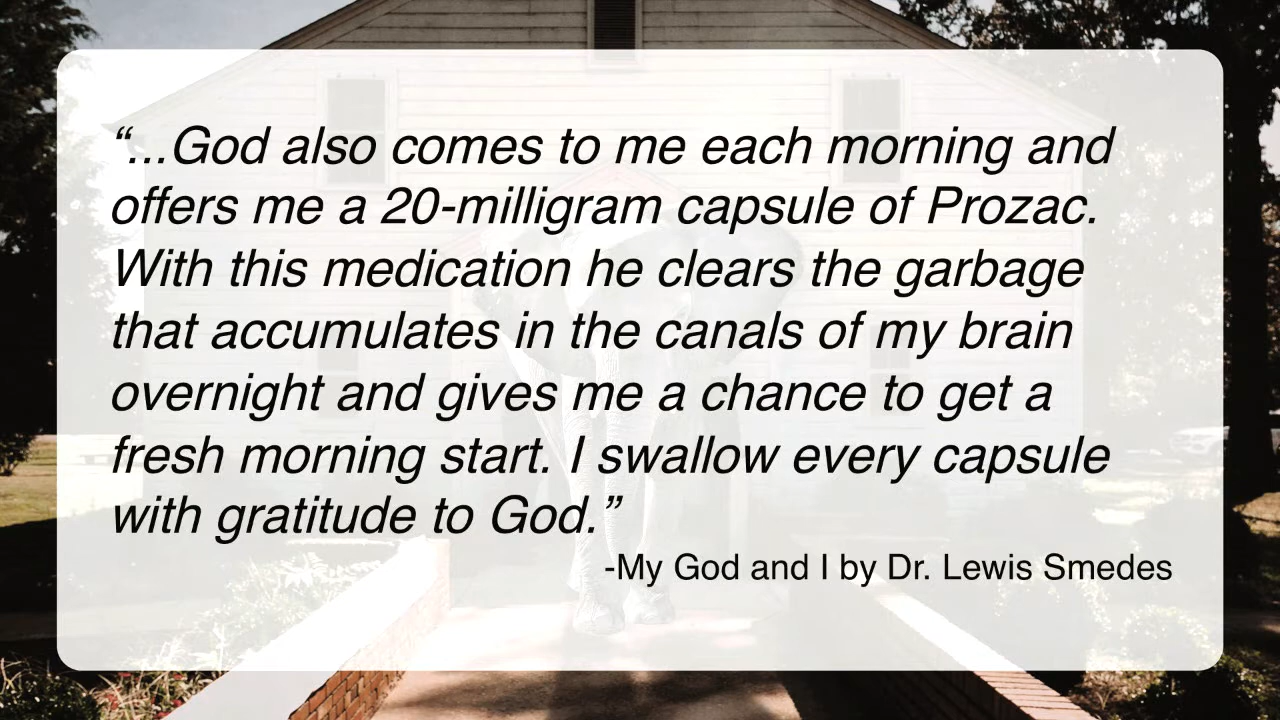 “...God also comes to me each morning and
offers me a 20-milligram capsule of Prozac.
With this medication he clears the garbage
that accumulates in the canals of my brain
overnight and gives me a chance to get a
fresh morning start. I swallow every capsule
with gratitude to God.”
-My God and I by Dr. Lewis Smedes